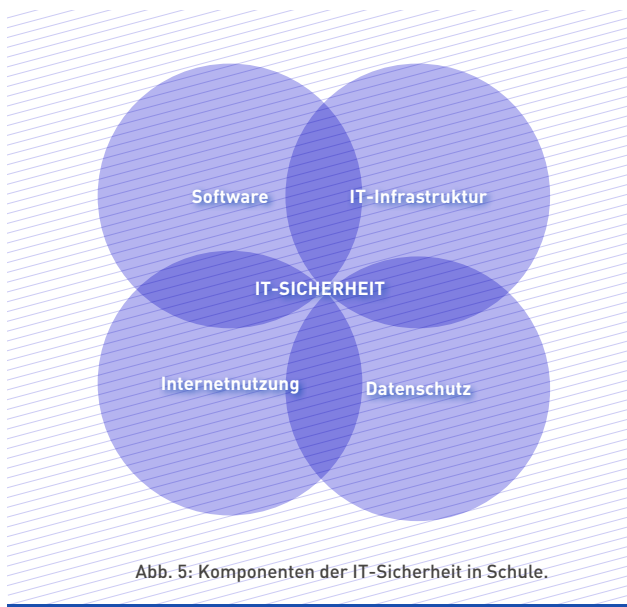 Software
IT-Infrastruktur
IT-SICHERHEIT
Internetnutzung
Datenschutz
Abb. 5: Komponenten der IT-Sicherheit in Schule.